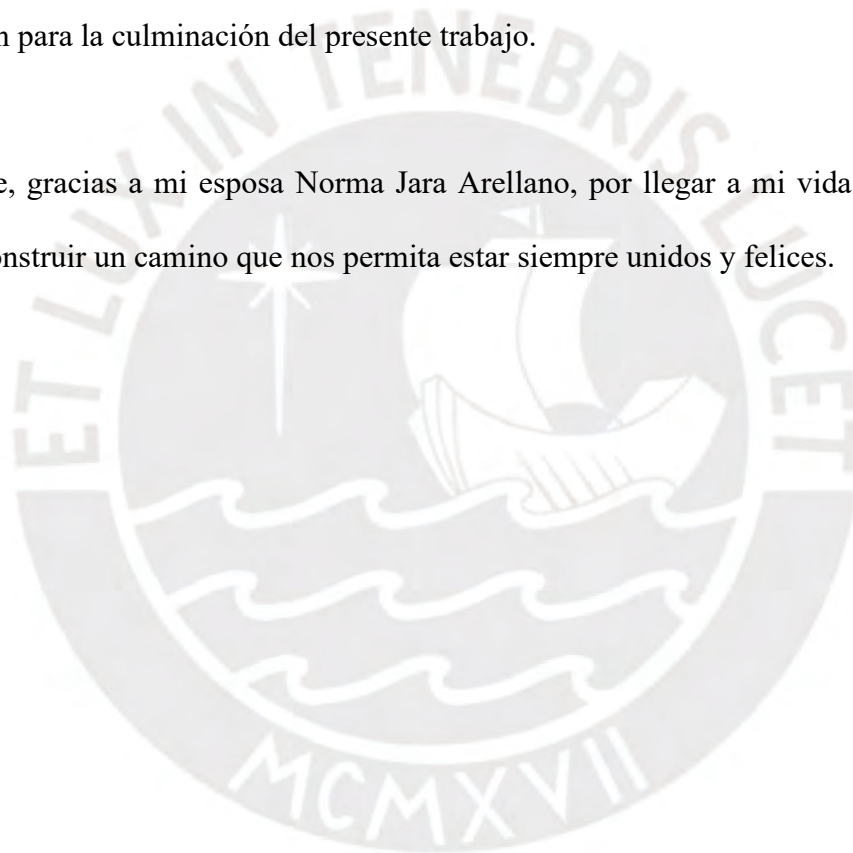 n para la culminación del presente trabajo.
e, gracias a mi esposa Norma Jara Arellano, por llegar a mi vida
onstruir un camino que nos permita estar siempre unidos y felices.
ET LUX IN TENEBRIS LUCET
MCMXVII